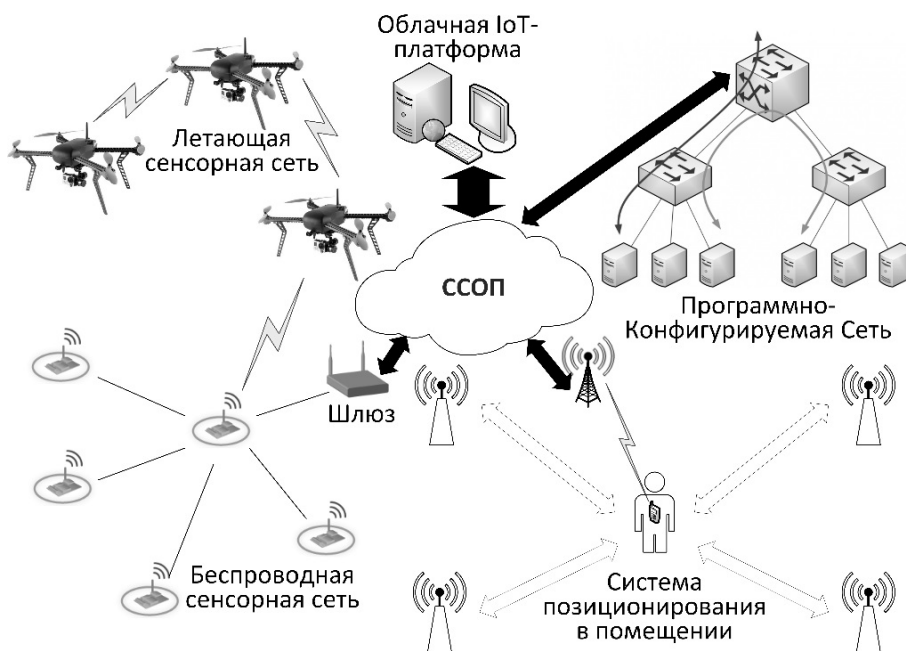 Облачная IoT-
платформа
Летающая
сенсорная сеть
ССОП
Программно-
Конфигурируемая Сеть
Шлюз
Беспроводная
сенсорная сеть
Система
позиционирования
в помещении